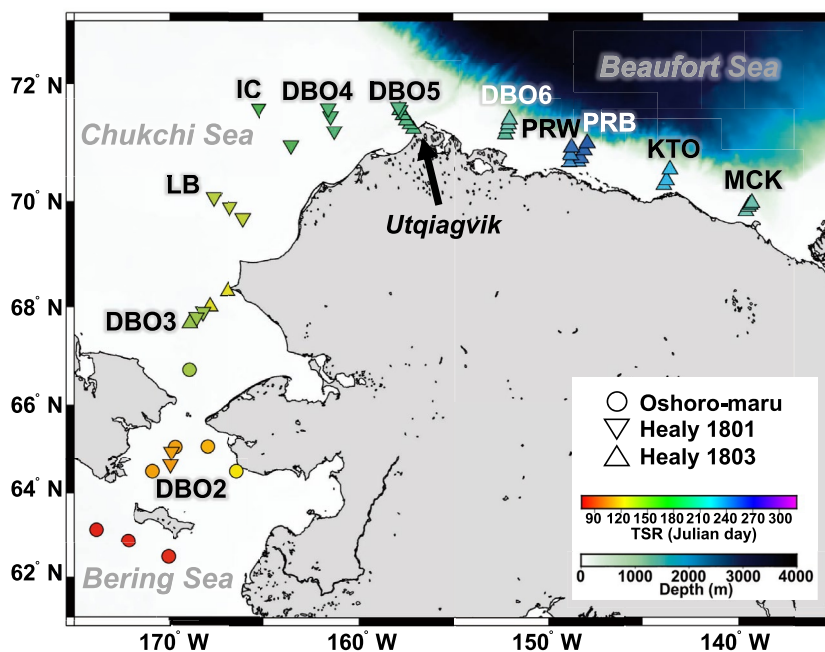 72° N
70° N
68° N
66° N
64° N
62° N
61° N
170° W
160° W
150° W
140° W
Beaufort Sea
Chukchi Sea
Bering Sea
IC
DBO4
DBO5
DBO6
PRW
PRB
KTO
MCK
LB
Utqiagvik
DBO3
DBO2
Oshoro-maru
Healy 1801
Healy 1803
90 120 150 180 210 240 270 300
TSR (Julian day)
0 1000 2000 3000 4000
Depth (m)